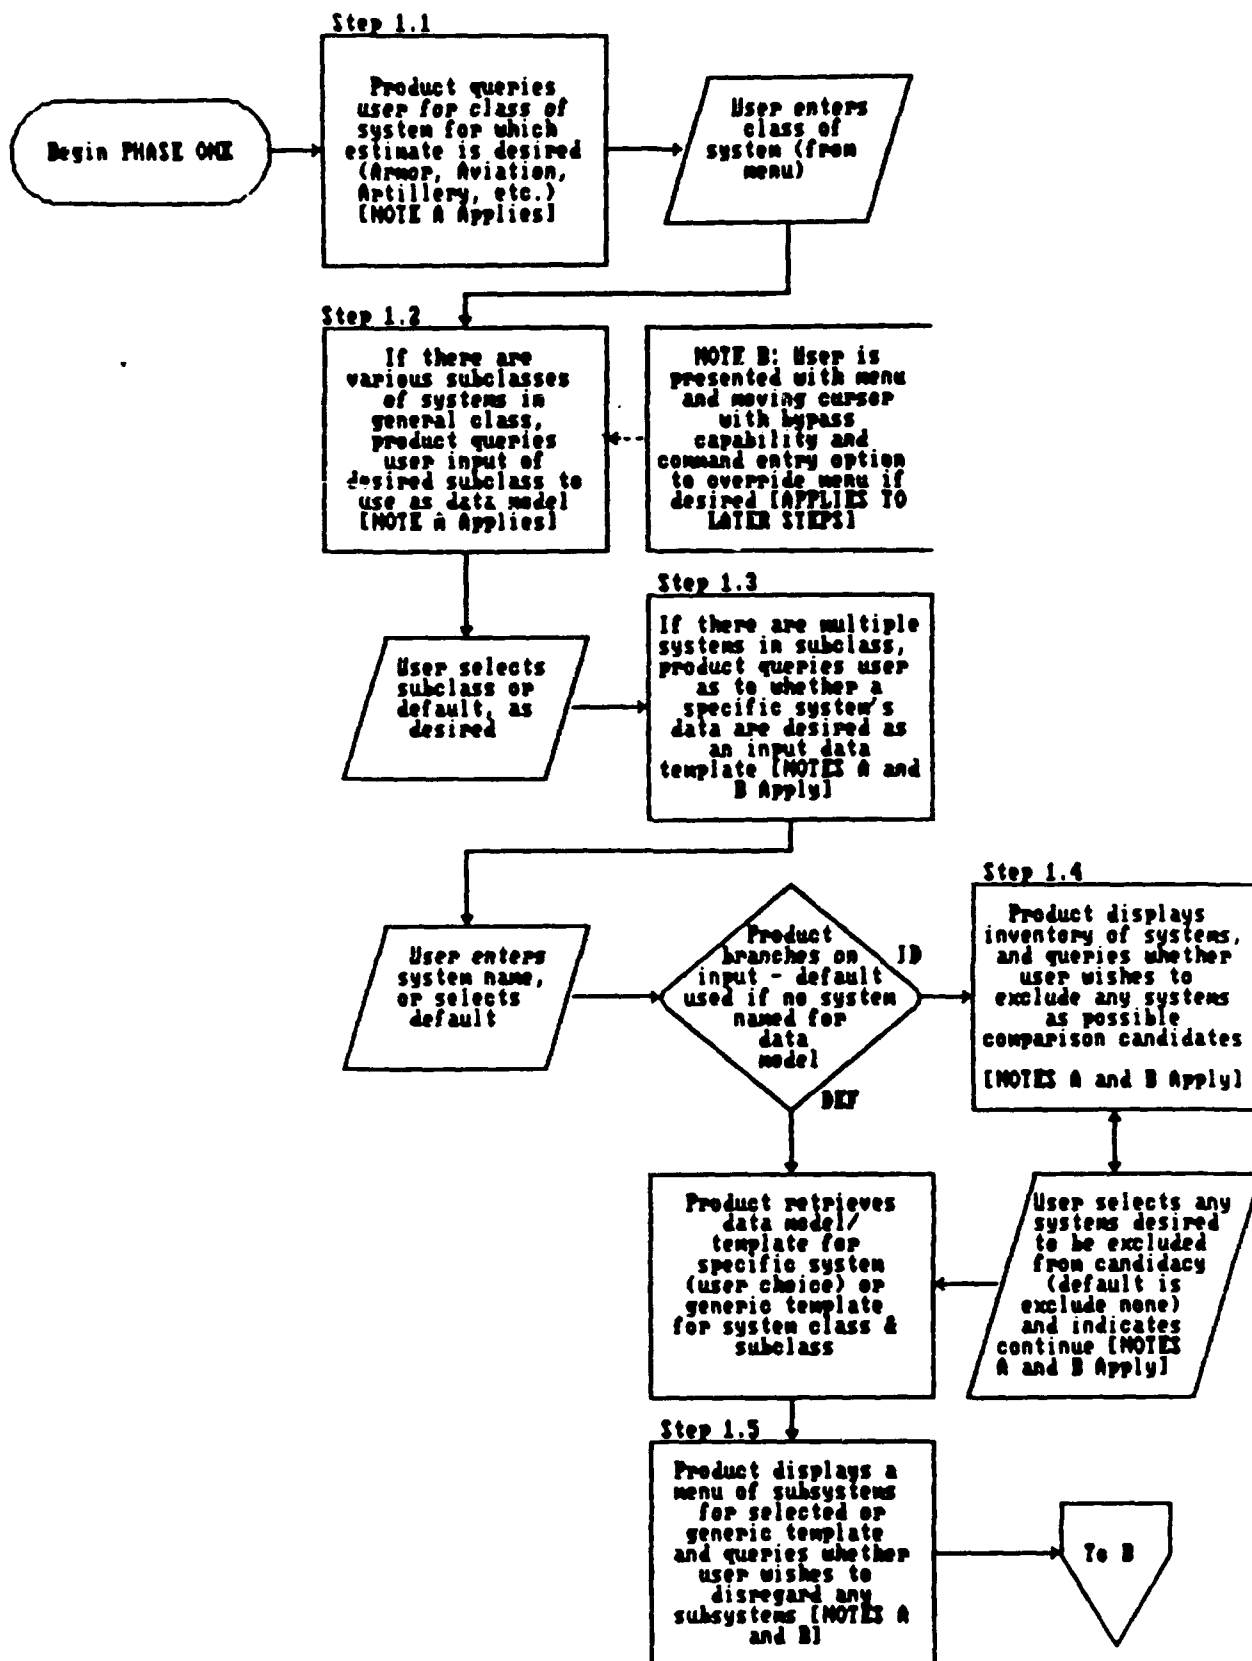 Step 1.1
Begin PHASE ONE
Product queries
user for class of
system for which
estimate is desired
(Armor, Aviation,
Artillery, etc.)
[NOTE A Applies]
User enters
class of
system (from
menu)
Step 1.2
If there are
various subclasses
of systems in
general class,
product queries
user input of
desired subclass to
use as data model
[NOTE A Applies]
NOTE B: User is
presented with menu
and moving cursor
with bypass
capability and
command entry option
to override menu if
desired [APPLIES TO
LATER STEPS]
User selects
subclass or
default, as
desired
Step 1.3
If there are multiple
systems in subclass,
product queries user
as to whether a
specific system's
data are desired as
an input data
template [NOTES A and
B Apply]
User enters
system name,
or selects
default
Product
branches on
input - default
used if no system
named for
data
model
ID
DEF
Step 1.4
Product displays
inventory of systems,
and queries whether
user wishes to
exclude any systems
as possible
comparison candidates
[NOTES A and B Apply]
User selects any
systems desired
to be excluded
from candidacy
(default is
exclude none)
and indicates
continue [NOTES
A and B Apply]
Product retrieves
data model/
template for
specific system
(user choice) or
generic template
for system class &
subclass
Step 1.5
Product displays a
menu of subsystems
for selected or
generic template
and queries whether
user wishes to
disregard any
subsystems [NOTES A
and B]
To B